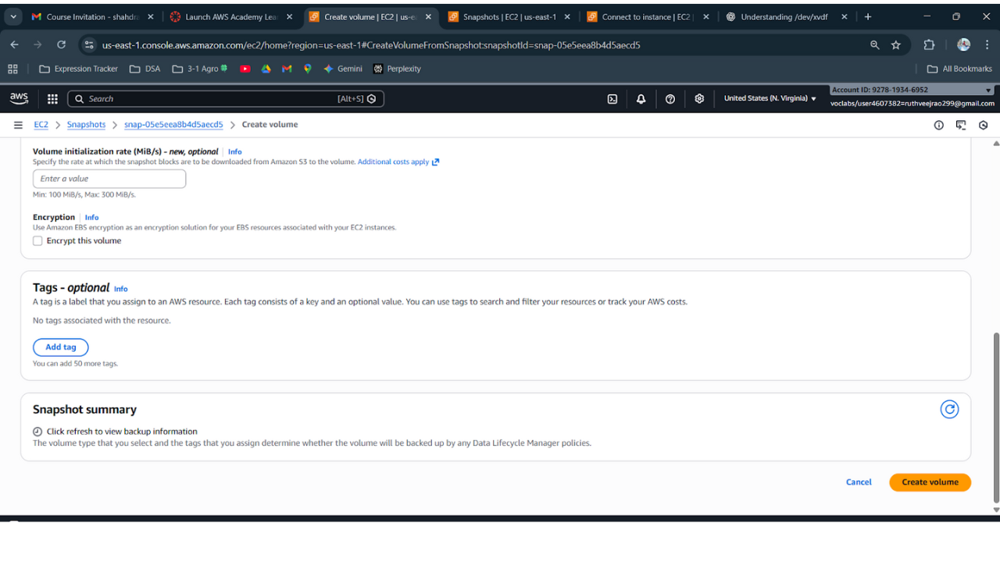 Course Invitation - shahdra
Launch AWS Academy Lea
Create volume | EC2 | us-e
Snapshots | EC2 | us-east-1
Connect to instance | EC2 |
Understanding /dev/xvdf
us-east-1.console.aws.amazon.com/ec2/home?region=us-east-1#CreateVolumeFromSnapshot:snapshotId=snap-05e5eea8b4d5aecd5
Expression Tracker
DSA
3-1 Agro
Gemini
Perplexity
All Bookmarks
aws
Search
[Alt+S]
United States (N. Virginia)
Account ID: 9278-1934-6952
voclabs/user4607382=ruthveejrao299@gmail.com
EC2 > Snapshots > snap-05e5eea8b4d5aecd5 > Create volume
Volume initialization rate (MiB/s) - new, optional | Info
Specify the rate at which the snapshot blocks are to be downloaded from Amazon S3 to the volume. Additional costs apply
Enter a value
Min: 100 MiB/s, Max: 300 MiB/s.
Encryption | Info
Use Amazon EBS encryption as an encryption solution for your EBS resources associated with your EC2 instances.
Encrypt this volume
Tags - optional Info
A tag is a label that you assign to an AWS resource. Each tag consists of a key and an optional value. You can use tags to search and filter your resources or track your AWS costs.
No tags associated with the resource.
Add tag
You can add 50 more tags.
Snapshot summary
Click refresh to view backup information
The volume type that you select and the tags that you assign determine whether the volume will be backed up by any Data Lifecycle Manager policies.
Cancel
Create volume